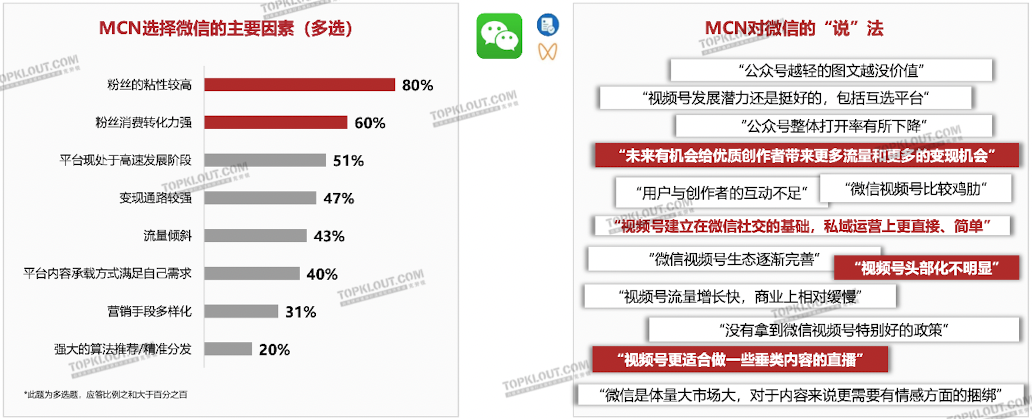 MCN选择微信的主要因素（多选）
粉丝的粘性较高 80%
粉丝消费转化力强 60%
平台现处于高速发展阶段 51%
变现通路较强 47%
流量倾斜 43%
平台内容承载方式满足自己需求 40%
营销手段多样化 31%
强大的算法推荐/精准分发 20%
*此题为多选题，应答比例之和大于百分之百
MCN对微信的“说”法
“公众号越轻的图文越没价值”
“视频号发展潜力还是挺好的，包括互选平台”
“公众号整体打开率有所下降”
“未来有机会给优质创作者带来更多流量和更多的变现机会”
“用户与创作者的互动不足”
“微信视频号比较鸡肋”
“视频号建立在微信社交的基础，私域运营上更直接、简单”
“微信视频号生态逐渐完善”
“视频号头部化不明显”
“视频号流量增长快，商业上相对缓慢”
“没有拿到微信视频号特别好的政策”
“视频号更适合做一些垂类内容的直播”
“微信是体量大市场大，对于内容来说更需要有情感方面的捆绑”
TOPKLOUT.COM